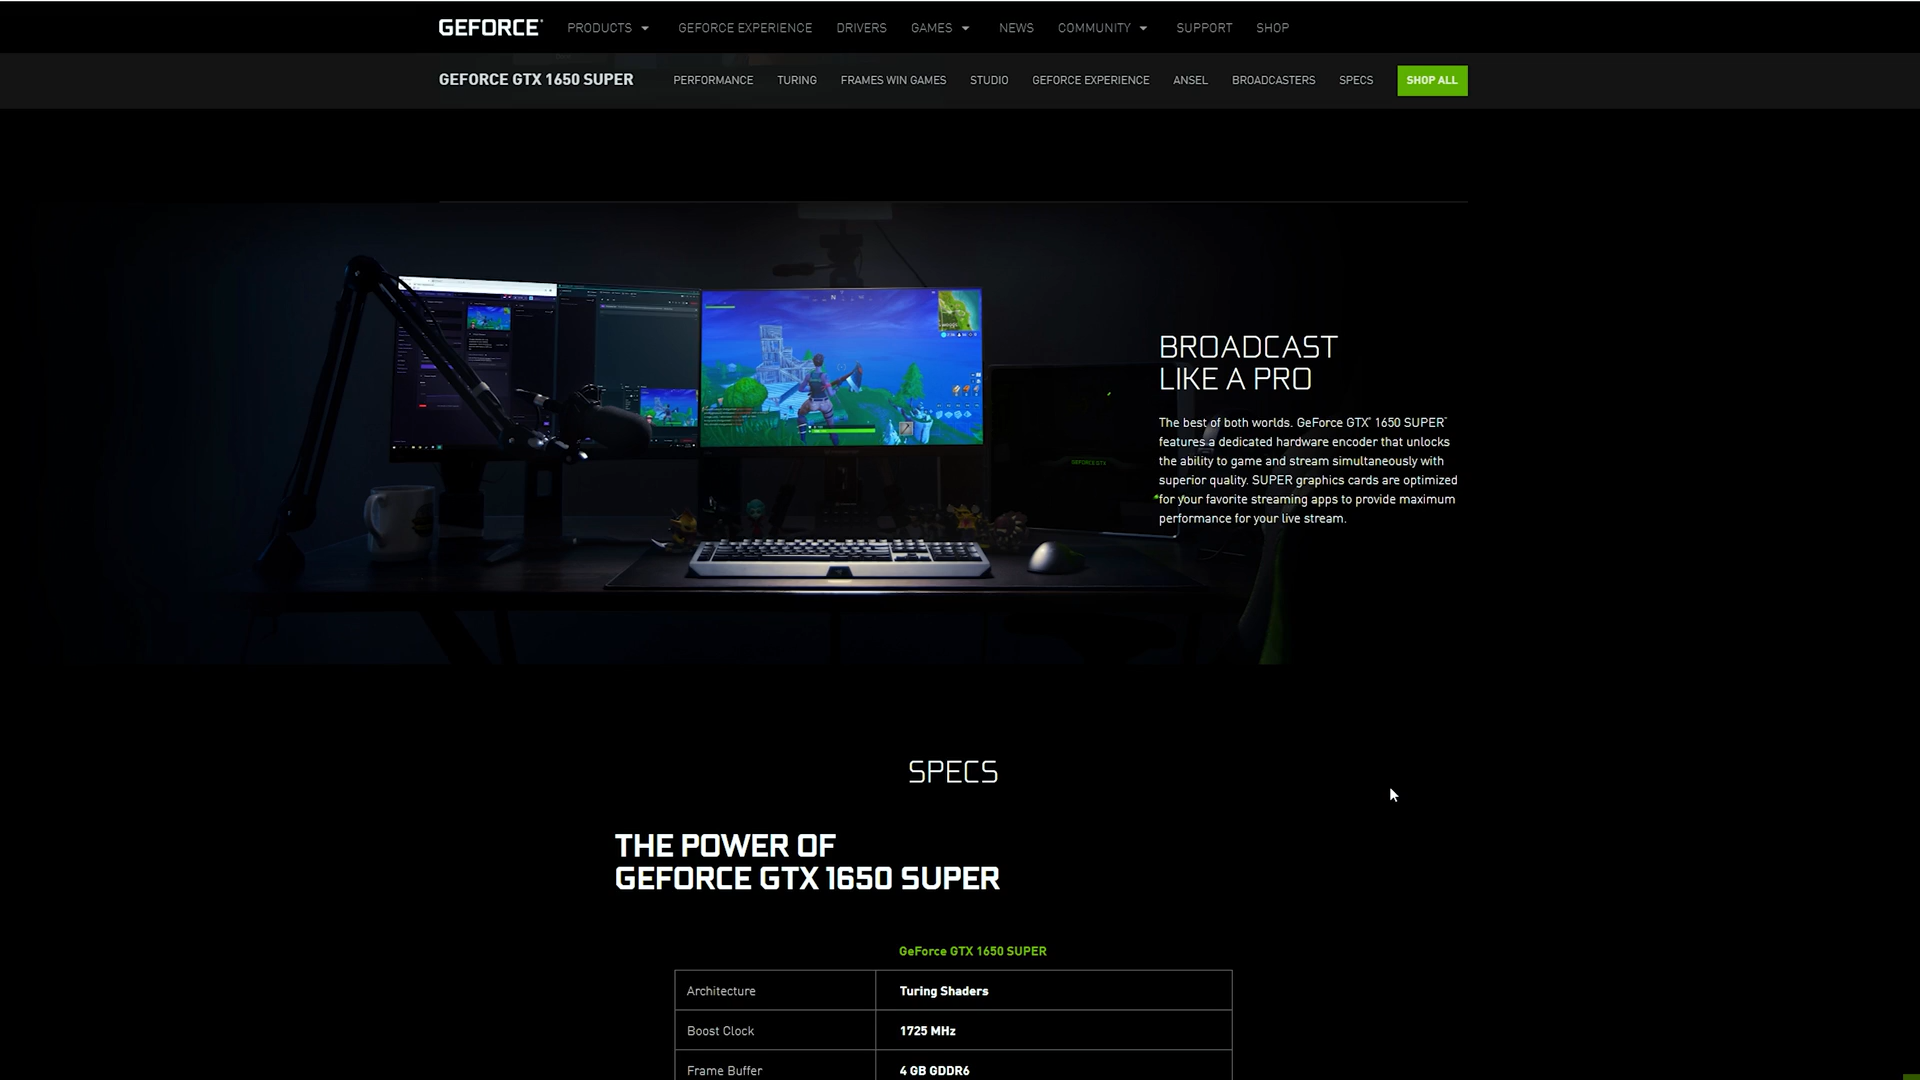 GEFORCE
PRODUCTS
GEFORCE EXPERIENCE
DRIVERS
GAMES
NEWS
COMMUNITY
SUPPORT
SHOP
GEFORCE GTX 1650 SUPER
PERFORMANCE
TURING
FRAMES WIN GAMES
STUDIO
GEFORCE EXPERIENCE
ANSEL
BROADCASTERS
SPECS
SHOP ALL
BROADCAST
LIKE A PRO
The best of both worlds. GeForce GTX® 1650 SUPER™
features a dedicated hardware encoder that unlocks
the ability to game and stream simultaneously with
superior quality. SUPER graphics cards are optimized
for your favorite streaming apps to provide maximum
performance for your live stream.
GEFORCE GTX
SPECS
THE POWER OF
GEFORCE GTX 1650 SUPER
GeForce GTX 1650 SUPER
Architecture
Turing Shaders
Boost Clock
1725 MHz
Frame Buffer
4 GB GDDR6